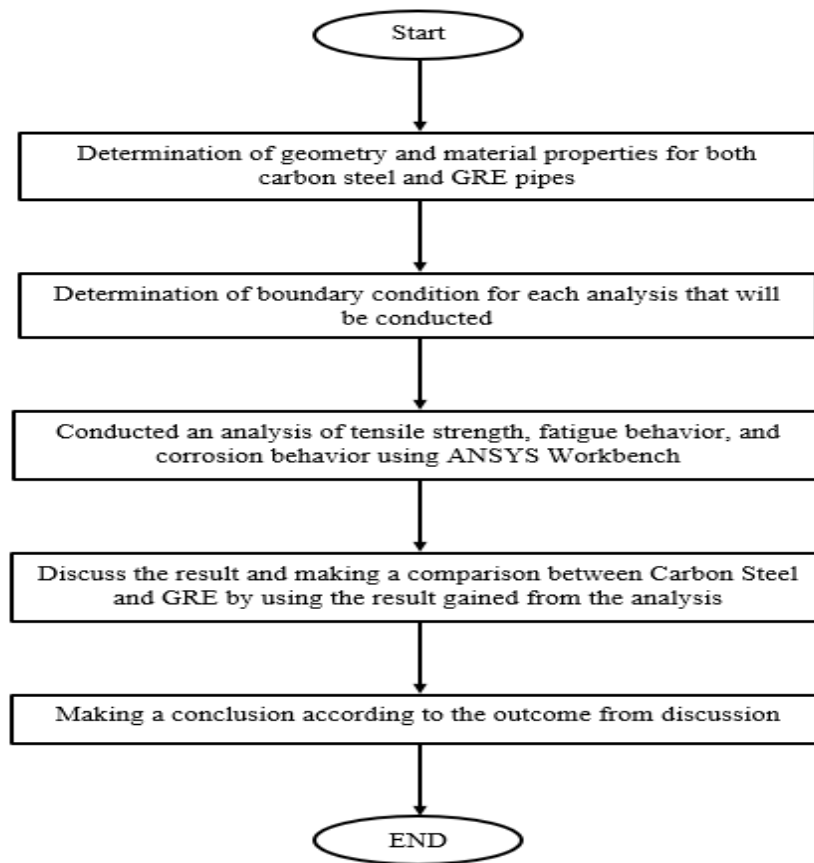 Start
Determination of geometry and material properties for both
carbon steel and GRE pipes
Determination of boundary condition for each analysis that will
be conducted
Conducted an analysis of tensile strength, fatigue behavior, and
corrosion behavior using ANSYS Workbench
Discuss the result and making a comparison between Carbon Steel
and GRE by using the result gained from the analysis
Making a conclusion according to the outcome from discussion
END